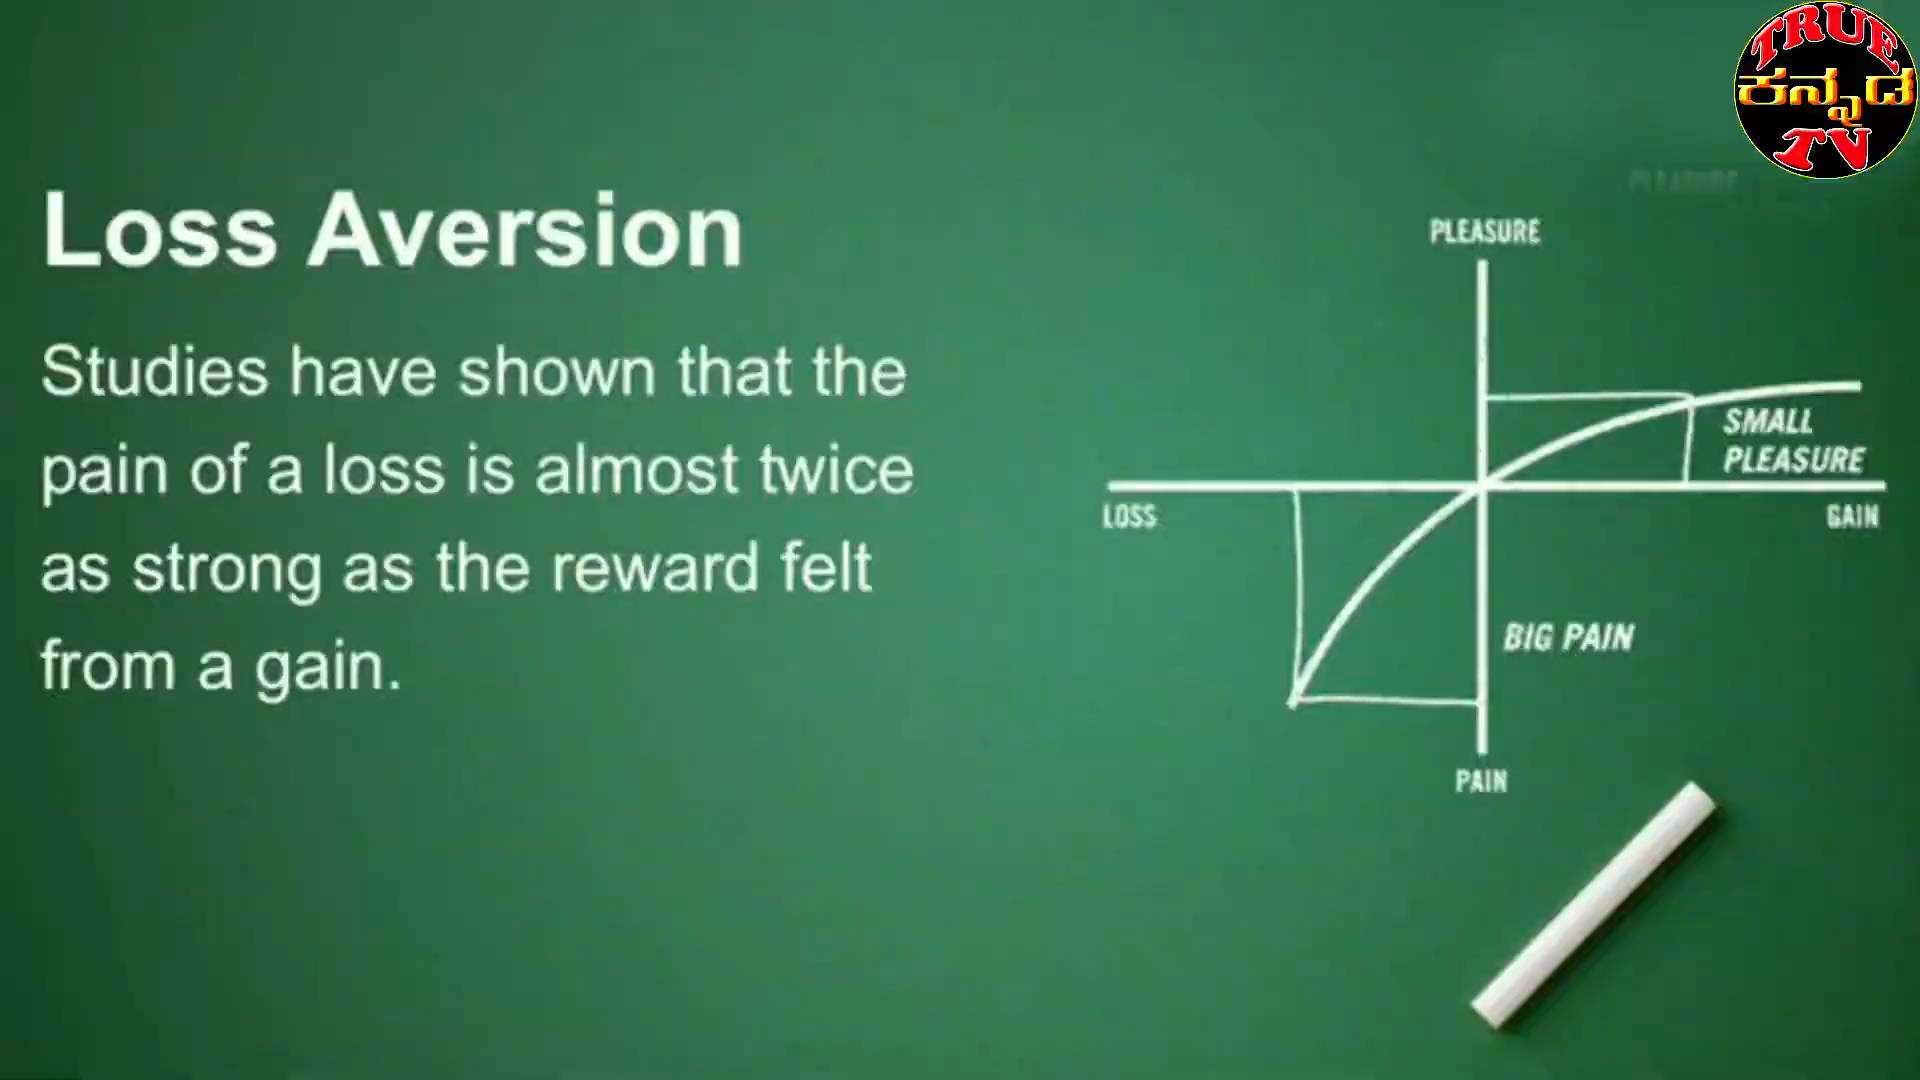 TRUE
ಕನ್ನಡ
TV
PLEASURE
Loss Aversion
PLEASURE
Studies have shown that the
pain of a loss is almost twice
as strong as the reward felt
from a gain.
SMALL
PLEASURE
LOSS
GAIN
BIG PAIN
PAIN